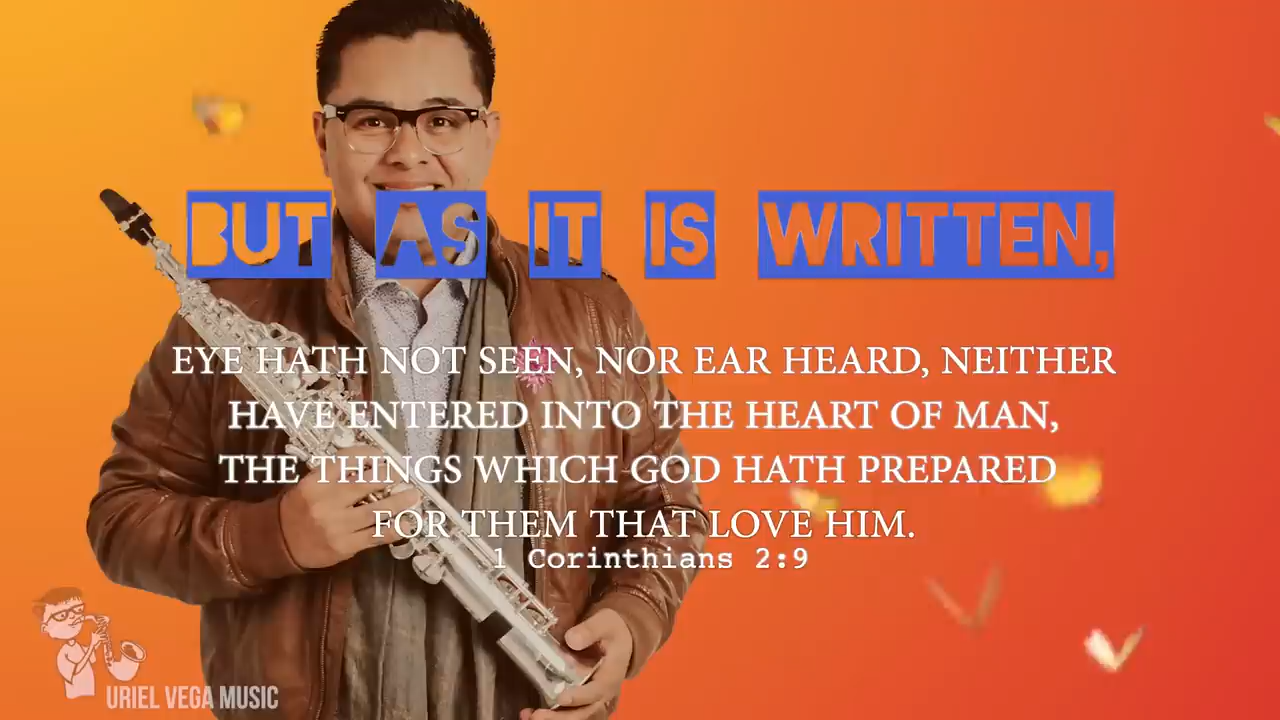 BUT AS IT IS WRITTEN,
EYE HATH NOT SEEN, NOR EAR HEARD, NEITHER
HAVE ENTERED INTO THE HEART OF MAN,
THE THINGS WHICH GOD HATH PREPARED
FOR THEM THAT LOVE HIM.
1 Corinthians 2:9
URIEL VEGA MUSIC